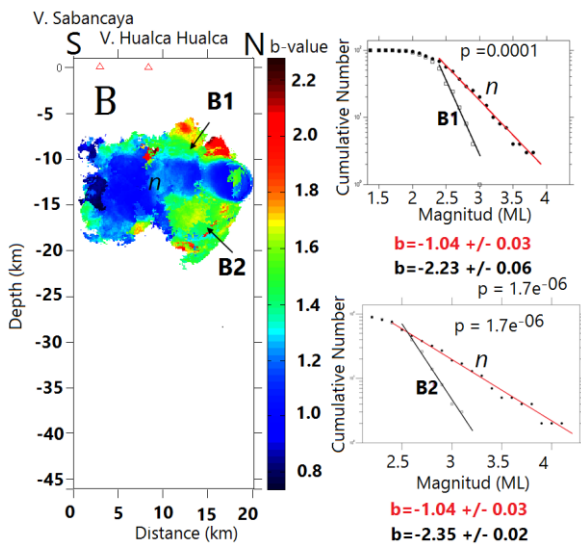 V. Sabancaya
S V. Hualca Hualca N b-value
B
B1
n
B2
0
-5
-10
-15
-20
-25
-30
-35
-40
-45
Depth (km)
0 5 10 15 20
Distance (km)
2.2
2.0
1.8
1.6
1.4
1.2
1.0
0.8
p =0.0001
n
B1
Cumulative Number
1.5 2.0 2.5 3.0 3.5 4.0
Magnitud (ML)
b=-1.04 +/- 0.03
b=-2.23 +/- 0.06
p = 1.7e-06
p = 1.7e-06
n
B2
Cumulative Number
2.5 3 3.5 4
Magnitud (ML)
b=-1.04 +/- 0.03
b=-2.35 +/- 0.02